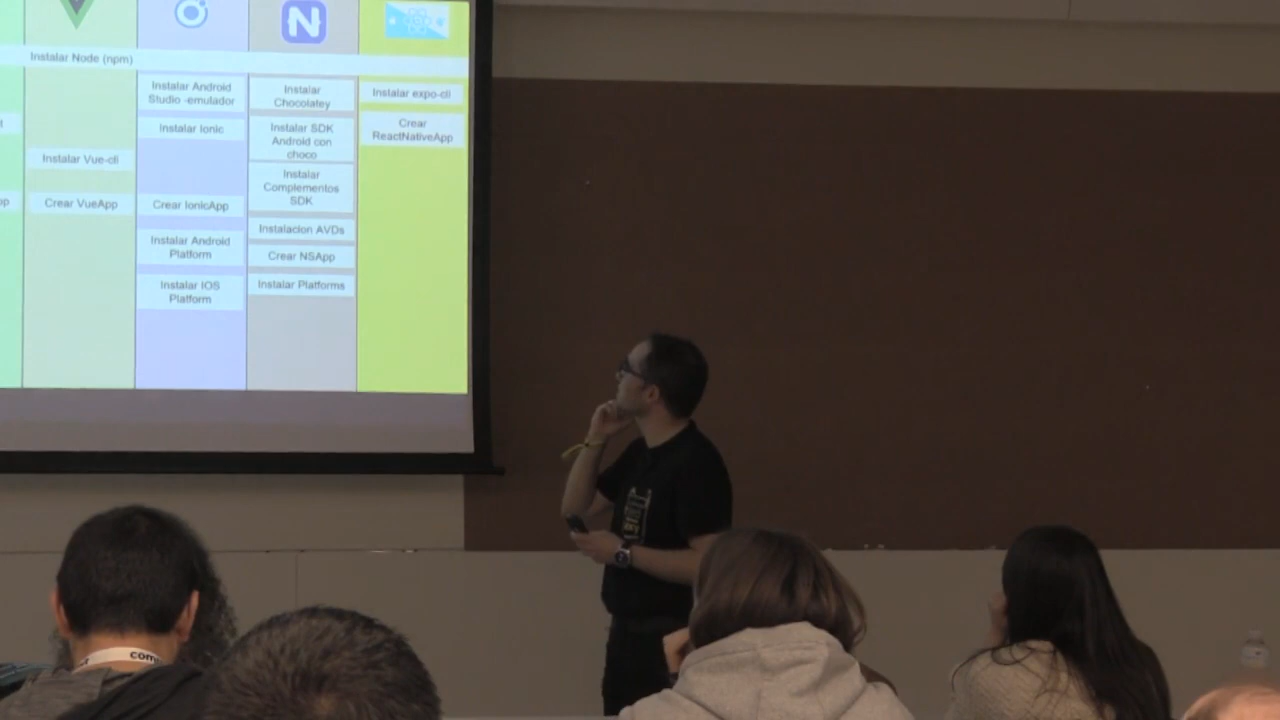 N
Instalar Node (npm)
Instalar Android
Studio -emulador
Instalar Ionic
Crear IonicApp
Instalar Android
Platform
Instalar IOS
Platform
Instalar Vue-cli
Crear VueApp
Instalar
Chocolatey
Instalar SDK
Android con
choco
Instalar
Complementos
SDK
Instalacion AVDs
Crear NSApp
Instalar Platforms
Instalar expo-cli
Crear
ReactNativeApp
com